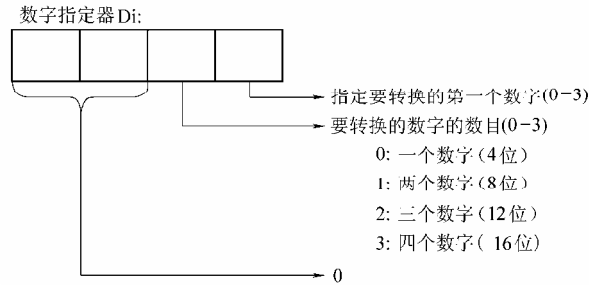 数字指定器Di:
指定要转换的第一个数字(0-3)
要转换的数字的数目(0-3)
0: 一个数字(4位)
1: 两个数字(8位)
2: 三个数字(12位)
3: 四个数字( 16位)
0